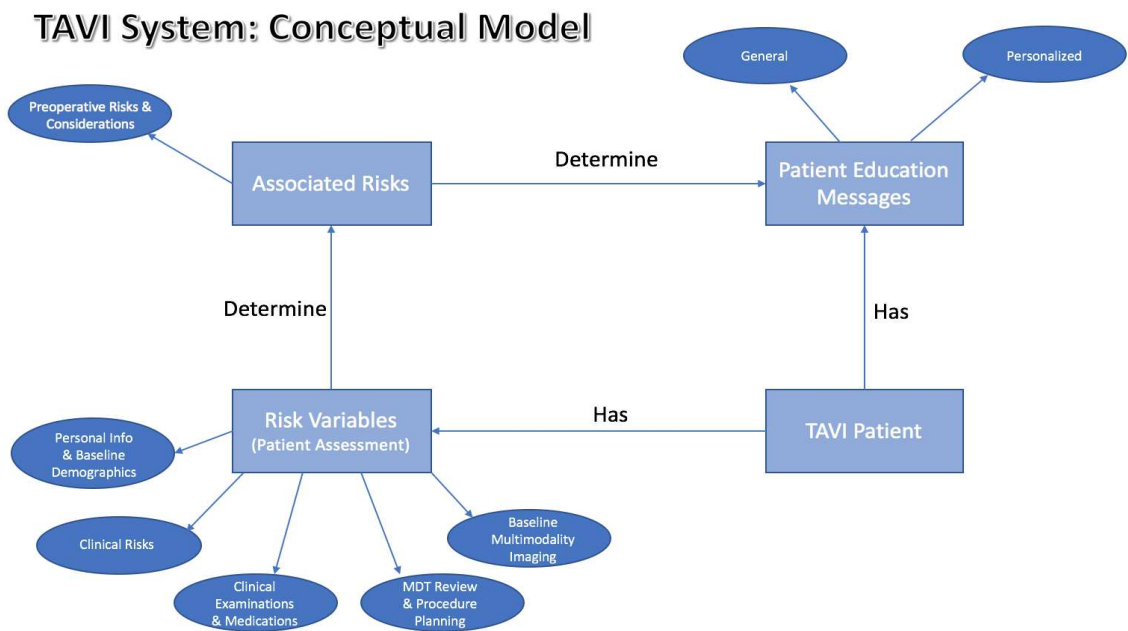 TAVI System: Conceptual Model
General
Personalized
Preoperative Risks &
Considerations
Associated Risks
Determine
Patient Education
Messages
Determine
Has
Risk Variables
(Patient Assessment)
Has
TAVI Patient
Personal Info
& Baseline
Demographics
Clinical Risks
Clinical
Examinations
& Medications
MDT Review
& Procedure
Planning
Baseline
Multimodality
Imaging